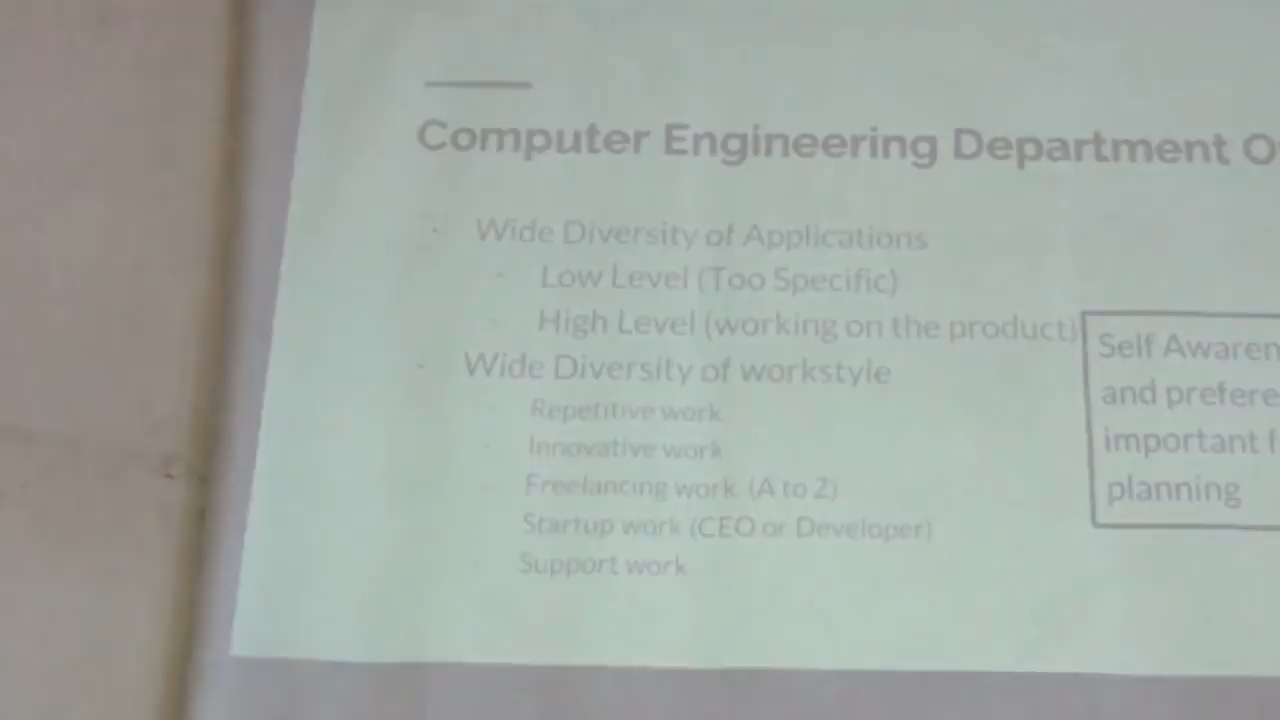 Computer Engineering Department
- Wide Diversity of Applications
- Low Level (Too Specific)
- High Level (working on the product)
- Wide Diversity of workstyle
- Repetitive work
- Innovative work
- Freelancing work (A to Z)
Startup work (CEO or Developer)
- Support work
Self Awaren
and prefere
important f
planning